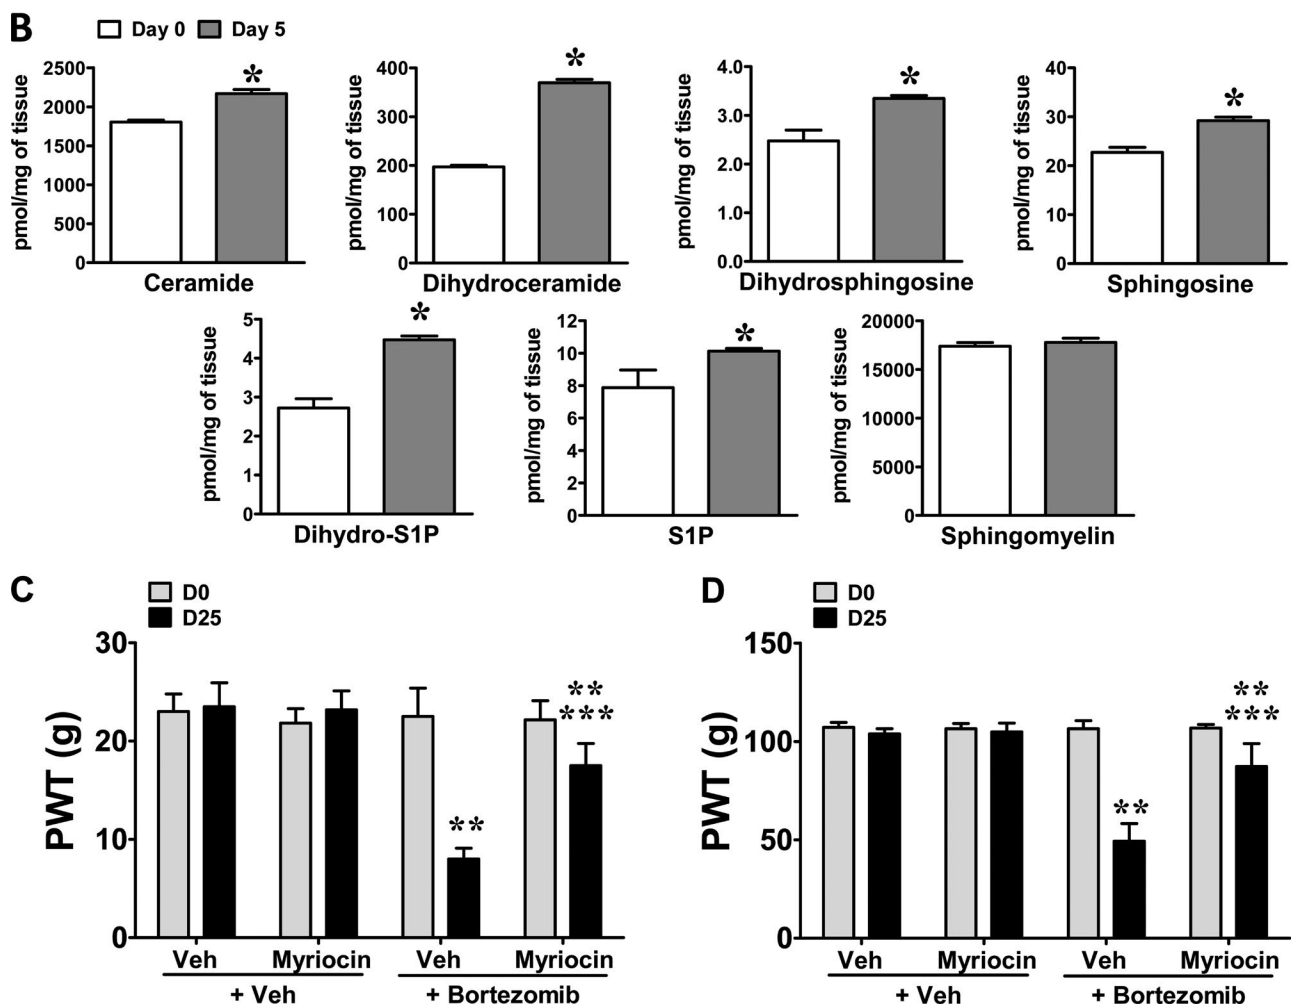 B
Day 0 Day 5
pmol/mg of tissue
2500
2000
1500
1000
500
0
*
Ceramide
pmol/mg of tissue
400
300
200
100
0
*
Dihydroceramide
pmol/mg of tissue
4.0
3.0
2.0
1.0
0.0
*
Dihydrosphingosine
pmol/mg of tissue
40
30
20
10
0
*
Sphingosine
pmol/mg of tissue
5
4
3
2
1
0
*
Dihydro-S1P
pmol/mg of tissue
12
10
8
6
4
2
0
*
S1P
pmol/mg of tissue
20000
15000
10000
5000
0
Sphingomyelin
C
D0
D25
PWT (g)
30
20
10
0
**
**
***
Veh Myriocin Veh Myriocin
+ Veh + Bortezomib
D
D0
D25
PWT (g)
150
100
50
0
**
**
***
Veh Myriocin Veh Myriocin
+ Veh + Bortezomib